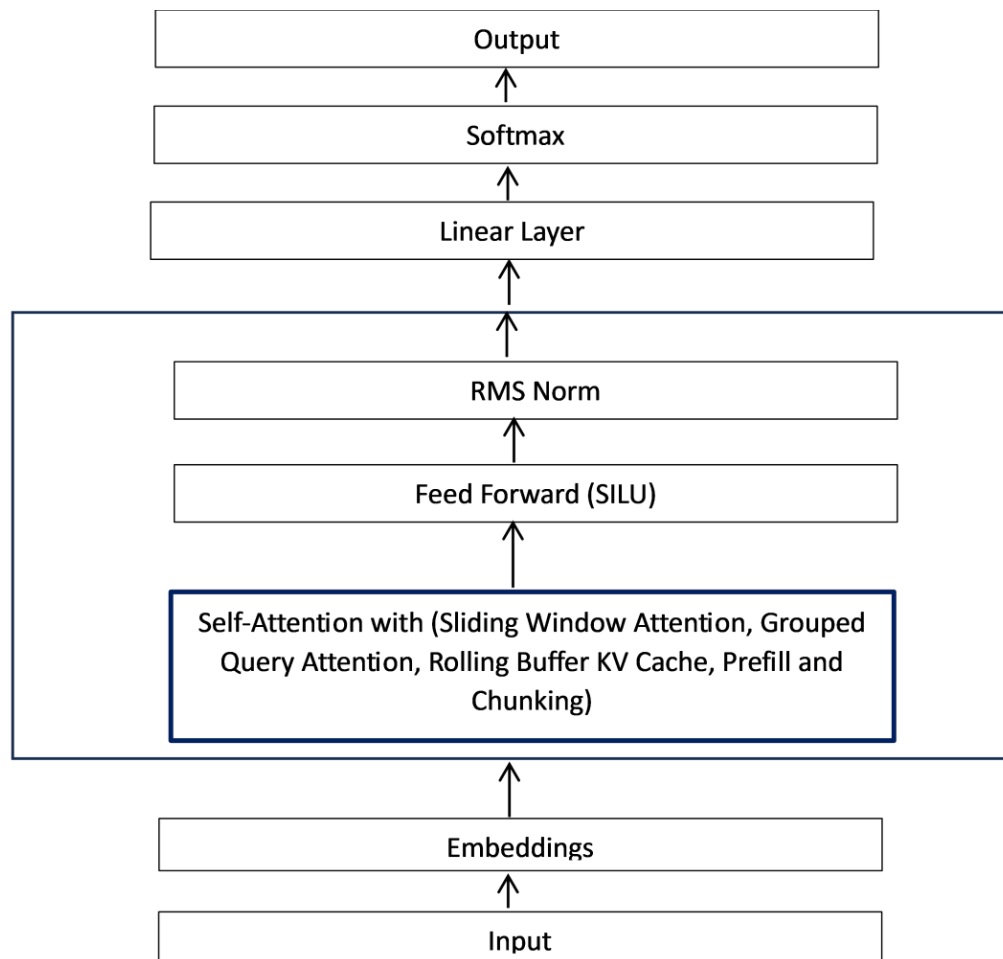 Output
Softmax
Linear Layer
RMS Norm
Feed Forward (SILU)
Self-Attention with (Sliding Window Attention, Grouped
Query Attention, Rolling Buffer KV Cache, Prefill and
Chunking)
Embeddings
Input